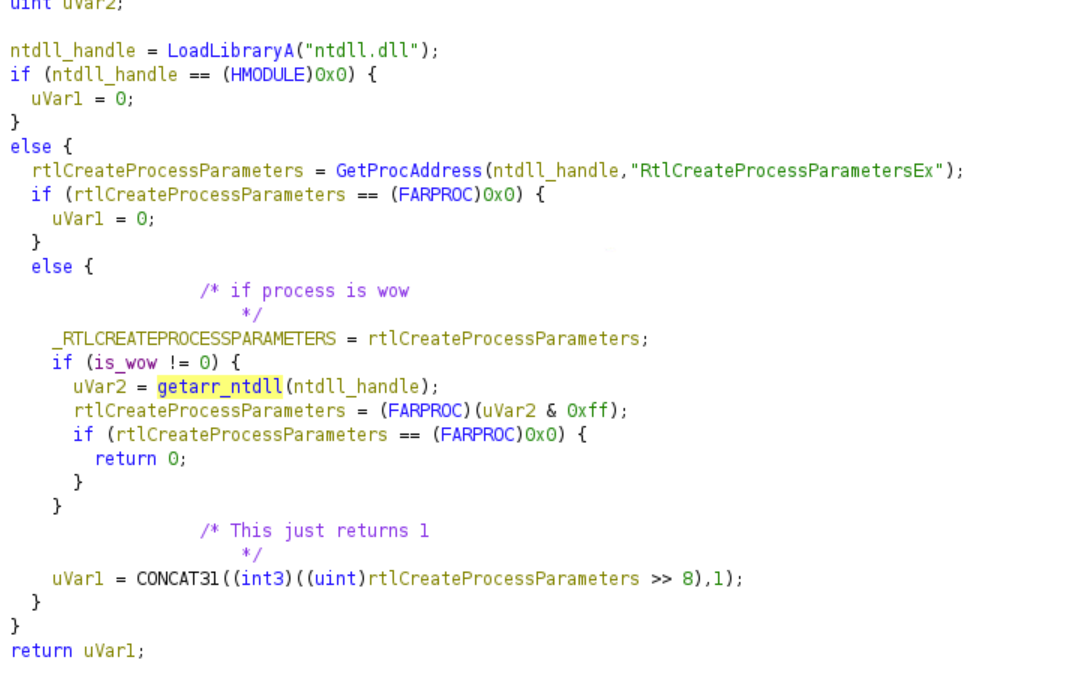 uint uVar2;
ntdll_handle = LoadLibraryA("ntdll.dll");
if (ntdll_handle == (HMODULE)0x0) {
  uVar1 = 0;
}
else {
  rtlCreateProcessParameters = GetProcAddress(ntdll_handle,"RtlCreateProcessParametersEx");
  if (rtlCreateProcessParameters == (FARPROC)0x0) {
    uVar1 = 0;
  }
  else {
                  /* if process is wow
                      */
    _RTLCREATEPROCESSPARAMETERS = rtlCreateProcessParameters;
    if (is_wow != 0) {
      uVar2 = getarr_ntdll(ntdll_handle);
      rtlCreateProcessParameters = (FARPROC)(uVar2 & 0xff);
      if (rtlCreateProcessParameters == (FARPROC)0x0) {
        return 0;
      }
    }
                  /* This just returns 1
                      */
    uVar1 = CONCAT31((int3)((uint)rtlCreateProcessParameters >> 8),1);
  }
}
return uVar1;